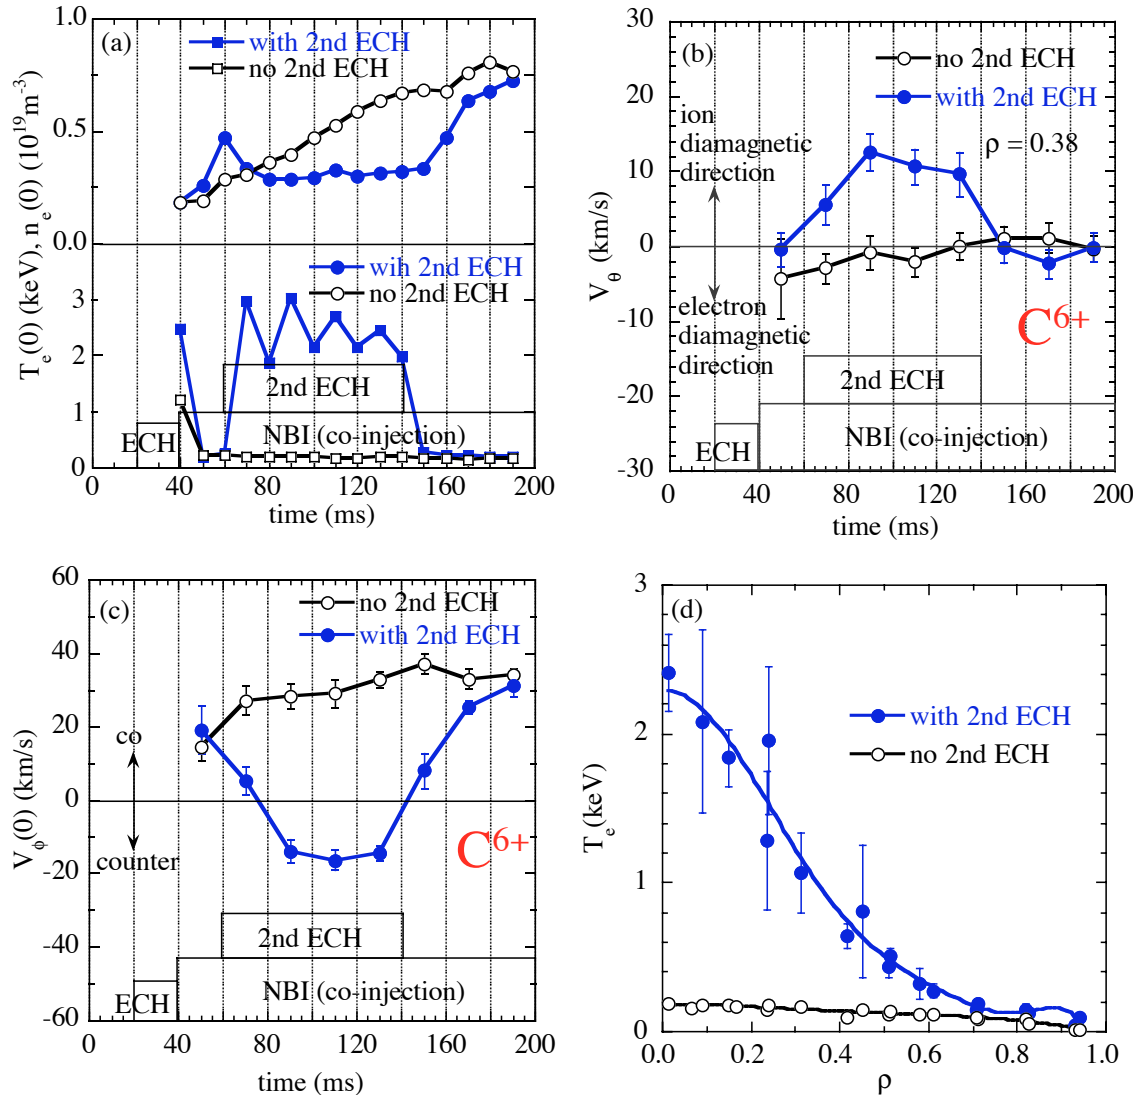 (a)
with 2nd ECH
no 2nd ECH
T_e(0) (keV), n_e(0) (10^19 m^-3)
1.0
0.5
0.0
wih 2nd ECH
no 2nd ECH
3
2
1
0
2nd ECH
ECH
NBI (co-injection)
0 40 80 120 160 200
time (ms)
(b)
no 2nd ECH
with 2nd ECH
ρ = 0.38
ion
diamagnetic
direction
V_θ (km/s)
30
20
10
0
-10
-20
-30
electron
diamagnetic
direction
C^6+
2nd ECH
ECH
NBI (co-injection)
0 40 80 120 160 200
time (ms)
(c)
no 2nd ECH
with 2nd ECH
V_ϕ(0) (km/s)
60
40
20
0
-20
-40
-60
co
counter
C^6+
2nd ECH
ECH
NBI (co-injection)
0 40 80 120 160 200
time (ms)
(d)
with 2nd ECH
no 2nd ECH
T_e(keV)
3
2
1
0
0.0 0.2 0.4 0.6 0.8 1.0
ρ